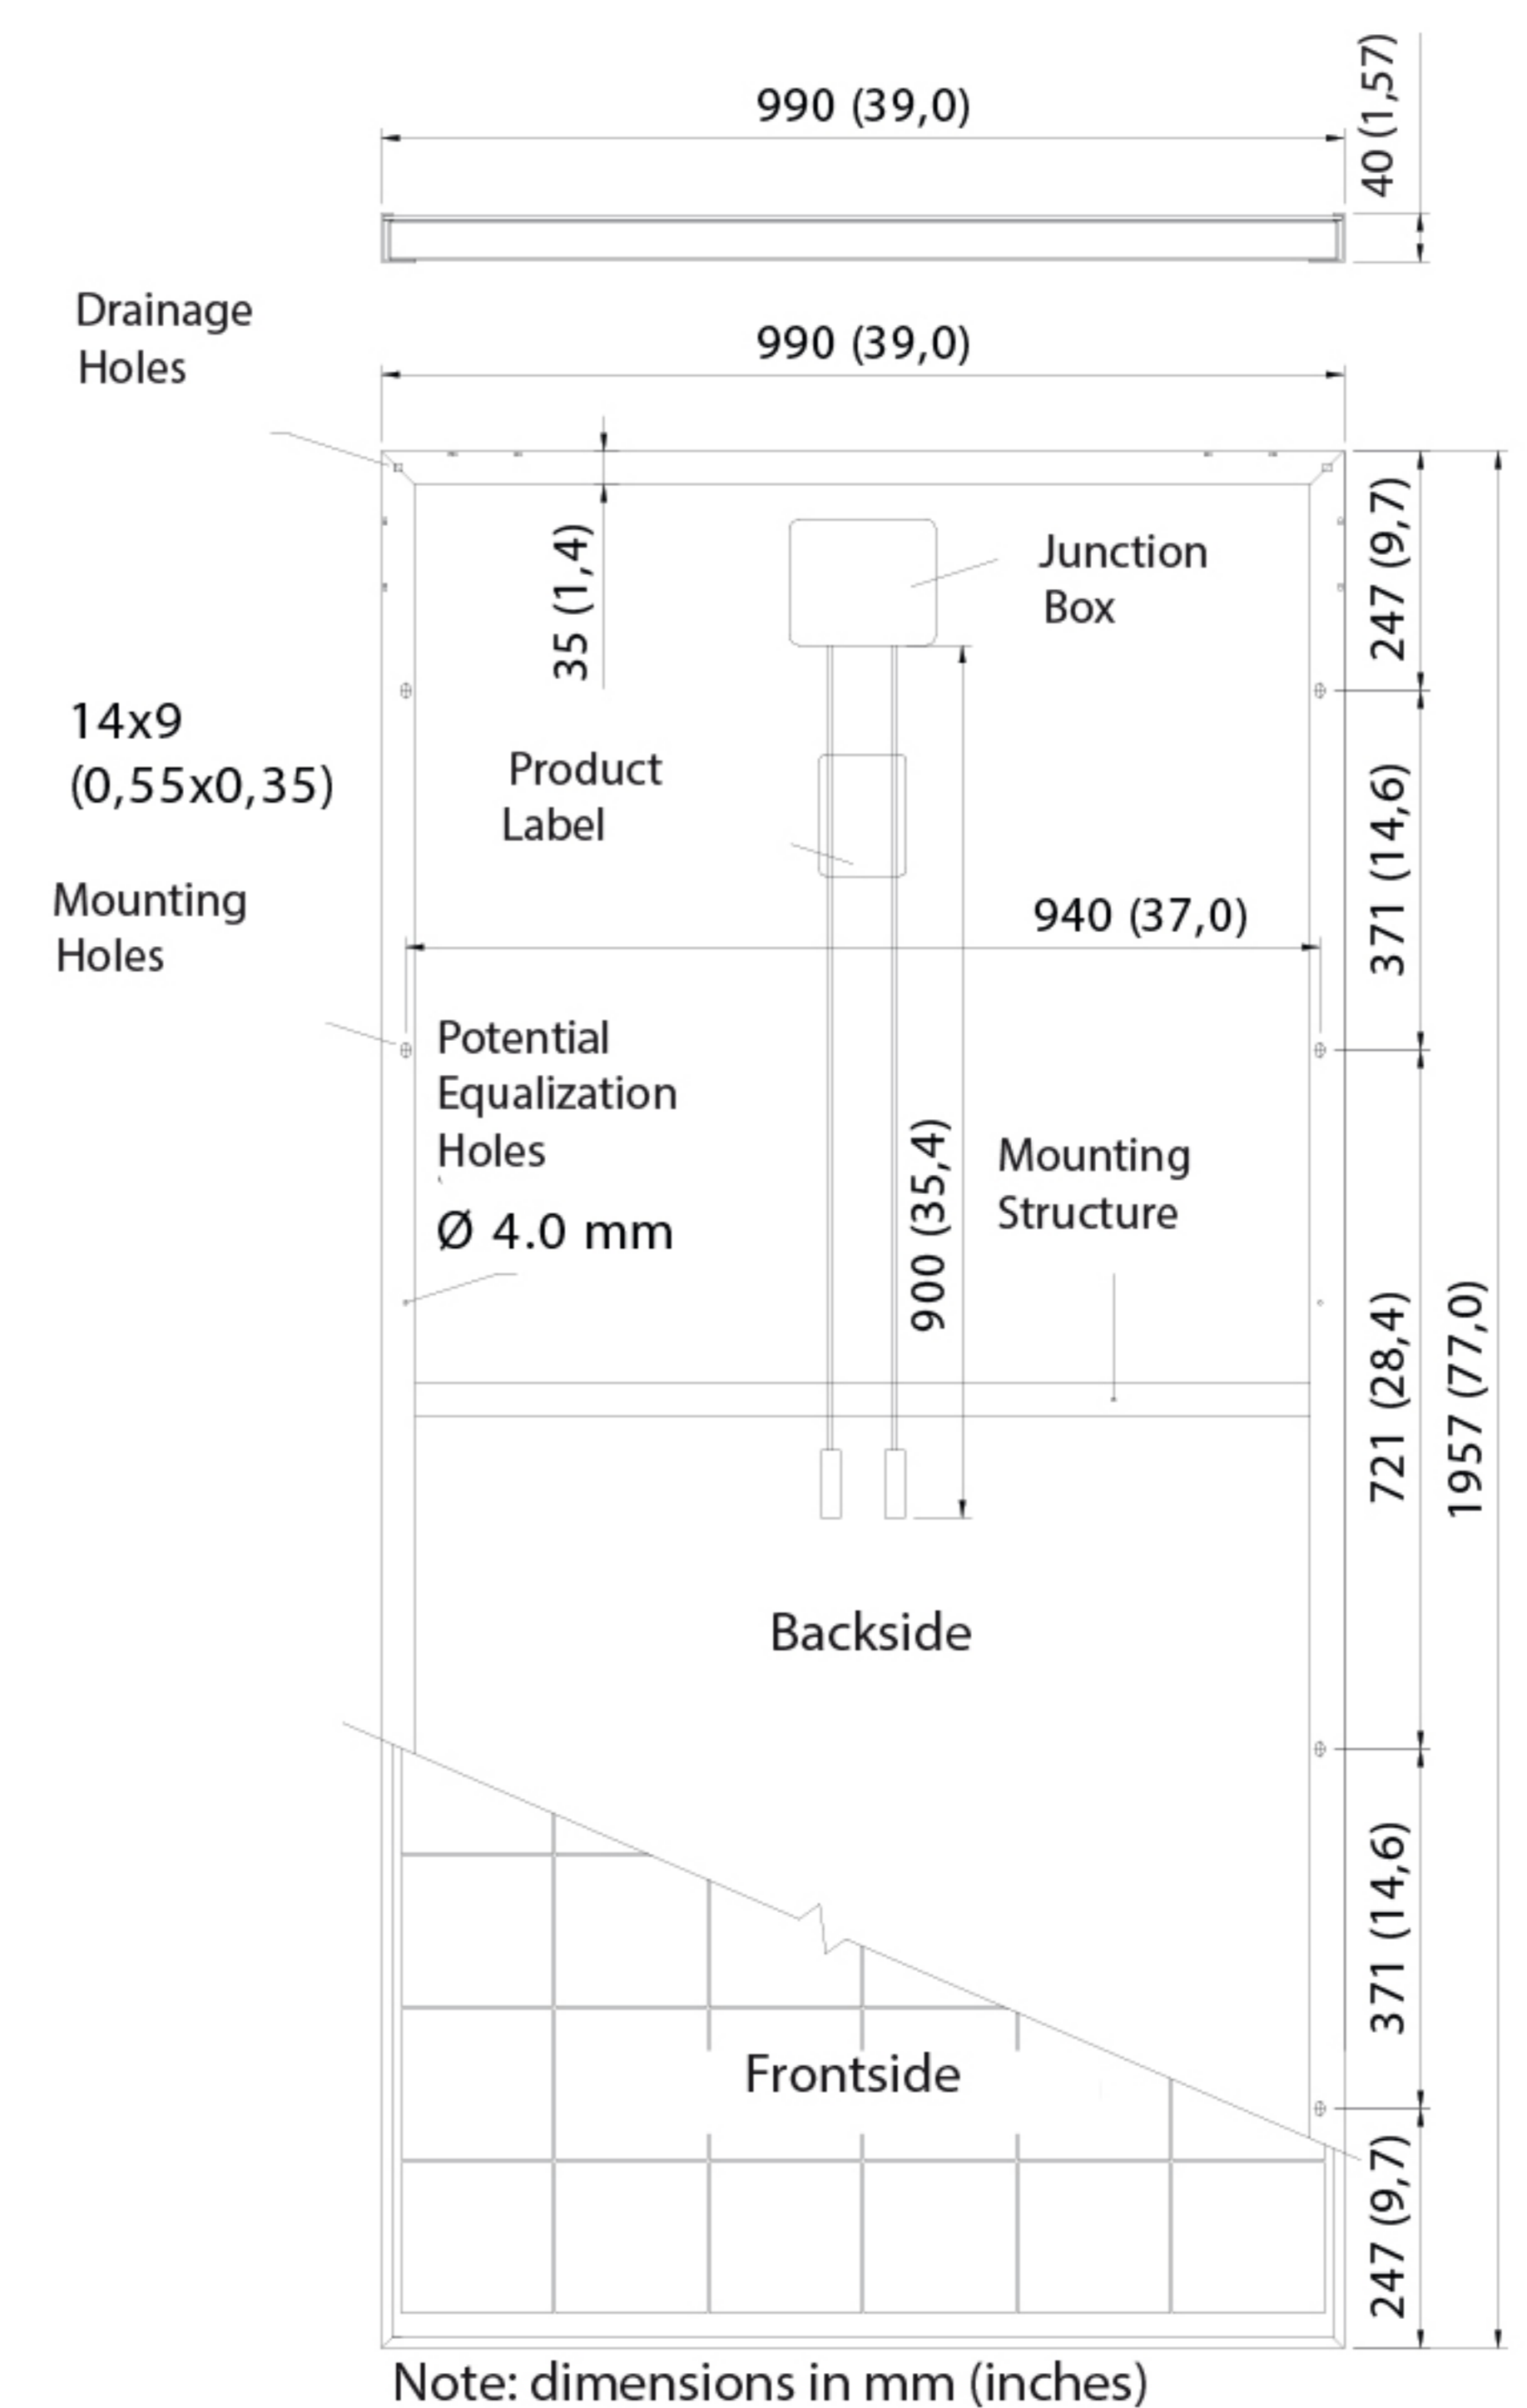 990 (39,0)
40 (1,57)
Drainage
Holes
990 (39,0)
35 (1,4)
Junction
Box
247 (9,7)
14x9
(0,55x0,35)
Product
Label
371 (14,6)
Mounting
Holes
940 (37,0)
Potential
Equalization
Holes
Ø 4.0 mm
900 (35,4)
Mounting
Structure
721 (28,4)
1957 (77,0)
Backside
371 (14,6)
Frontside
247 (9,7)
Note: dimensions in mm (inches)